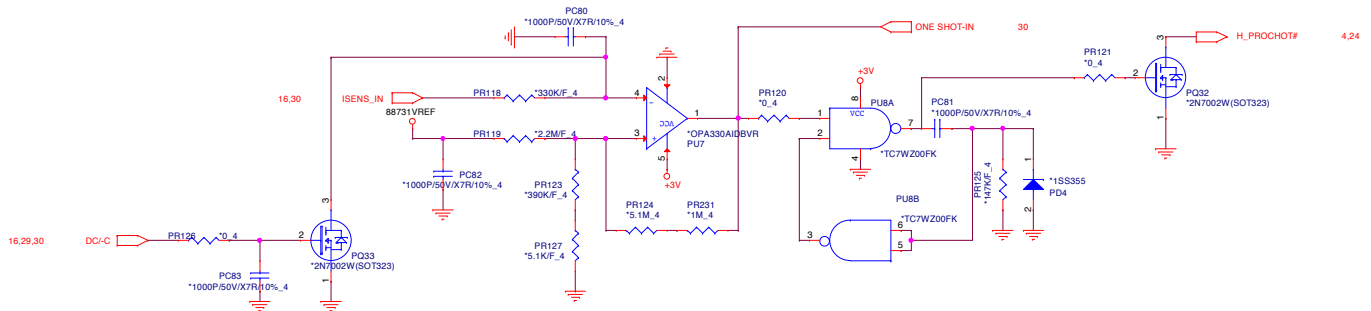 PC80
*1000P/50V/X7R/10%_4
ONE SHOT-IN 30
3
H_PROCHOT# 4,24
PR121
*0_4
2
PQ32
*2N7002W(SOT323)
1
3
16,30 ISENS_IN
PR118 *330K/F_4
4
2
VCC
1
3
5
+3V
*OPA330AIDBVR
PU7
88731VREF
PR119 *2.2M/F_4
PR120
*0_4
+3V
8
VCC
PU8A
1
2
7
4
*TC7WZ00FK
PC81
*1000P/50V/X7R/10%_4
PC82
*1000P/50V/X7R/10%_4
PR123
*390K/F_4
PR127
*5.1K/F_4
PR124
*5.1M_4
PR231
*1M_4
PU8B
*TC7WZ00FK
3
6
5
PR125
*147K/F_4
1
*1SS355
PD4
2
16,29,30 DC/-C
PR126 *0_4
2
3
PQ33
*2N7002W(SOT323)
1
PC83
*1000P/50V/X7R/10%_4